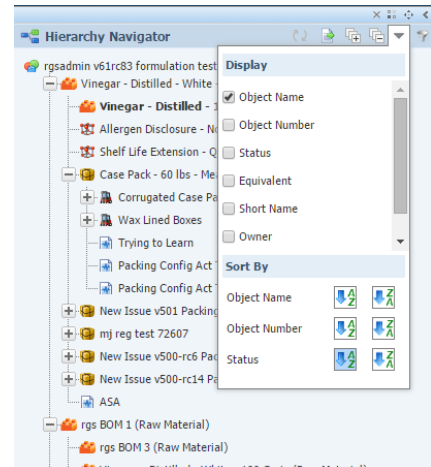 Hierarchy Navigator
rgsadmin v61rc83 formulation test
Vinegar - Distilled - White -
Vinegar - Distilled -
Allergen Disclosure - No
Shelf Life Extension - Q
Case Pack - 60 lbs - Me
Corrugated Case Pa
Wax Lined Boxes
Trying to Learn
Packing Config Act
Packing Config Act
New Issue v501 Packing
mj reg test 72607
New Issue v500-rc6 Pac
New Issue v500-rc14 Pa
ASA
rgs BOM 1 (Raw Material)
rgs BOM 3 (Raw Material)
Display
Object Name
Object Number
Status
Equivalent
Short Name
Owner
Sort By
Object Name
Object Number
Status